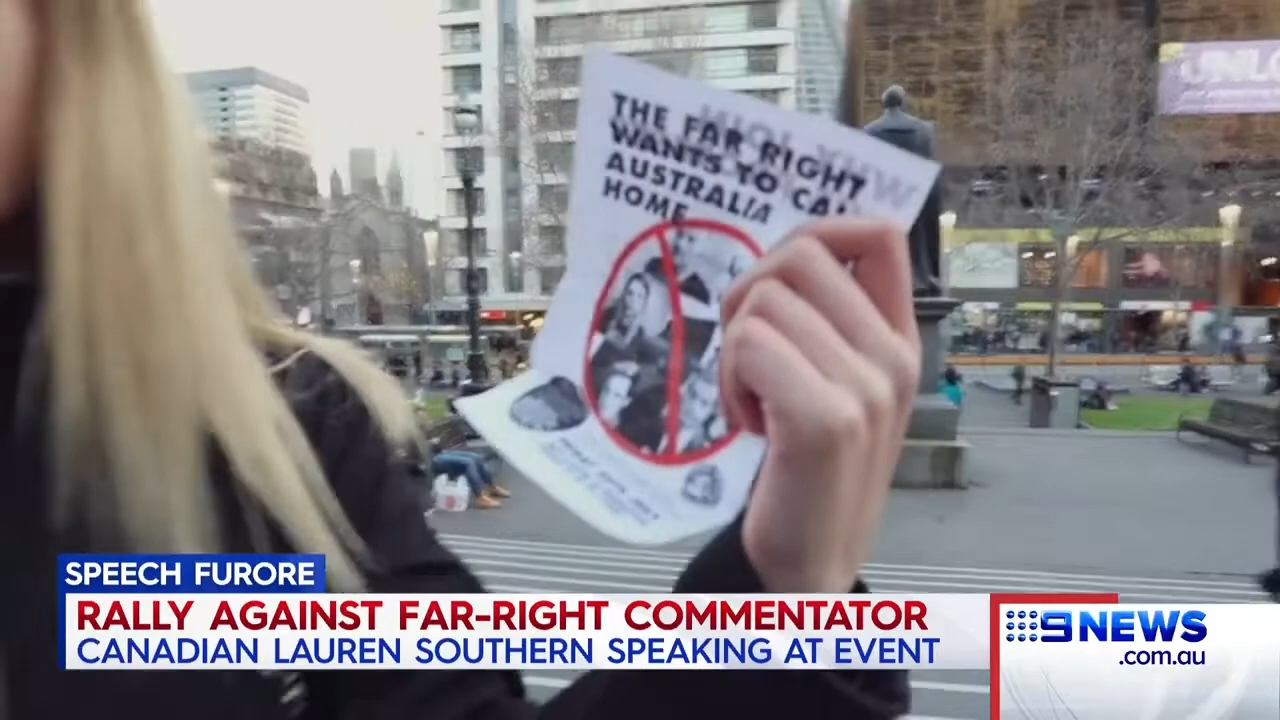 THE FAR RIGHT
WANTS TO
AUSTRALIA
HOME
SPEECH FURORE
RALLY AGAINST FAR-RIGHT COMMENTATOR
CANADIAN LAUREN SOUTHERN SPEAKING AT EVENT
9NEWS
.com.au